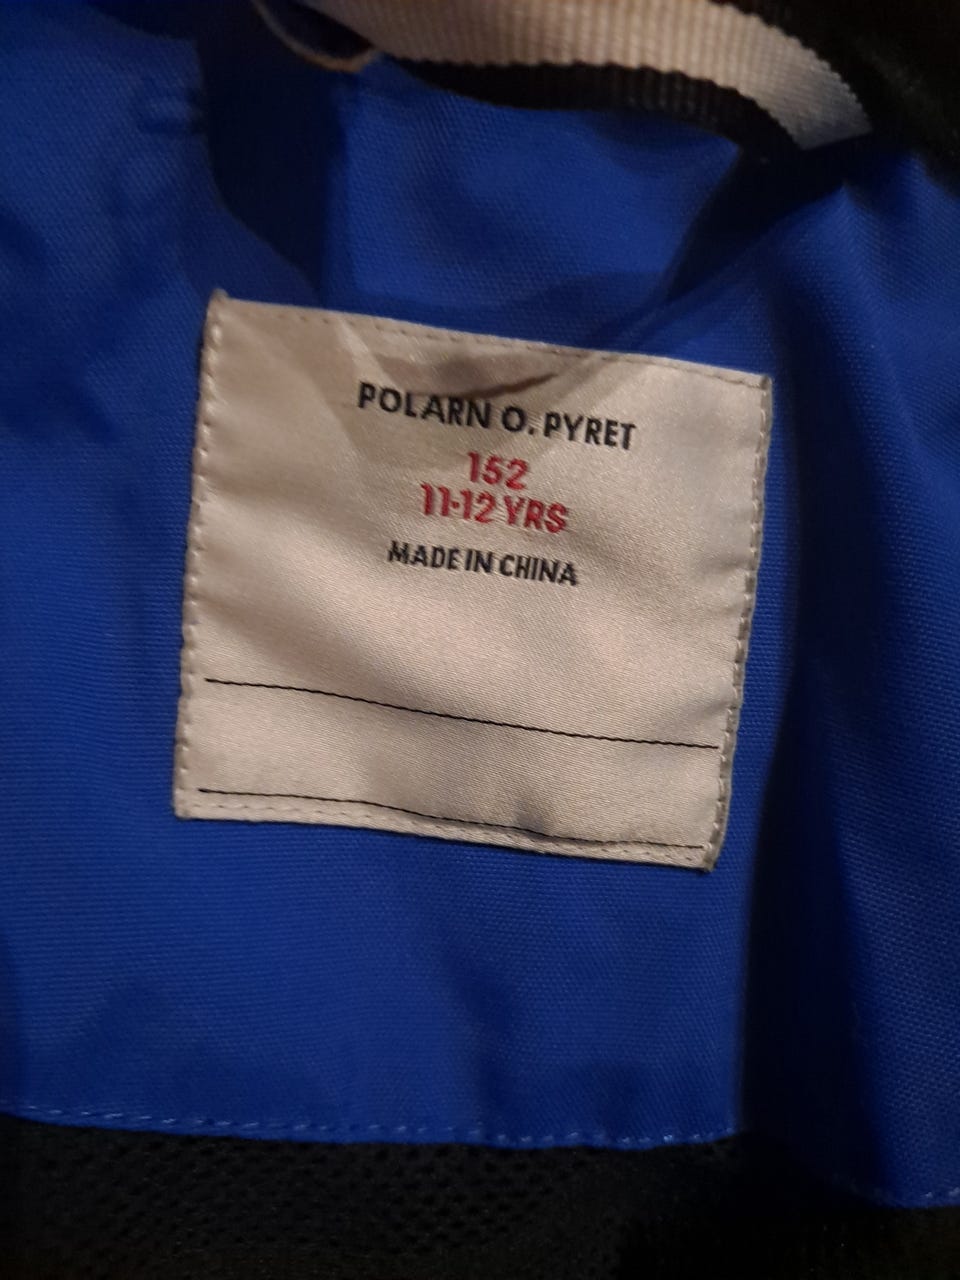 POLARN O. PYRET
152
11-12 YRS
MADE IN CHINA